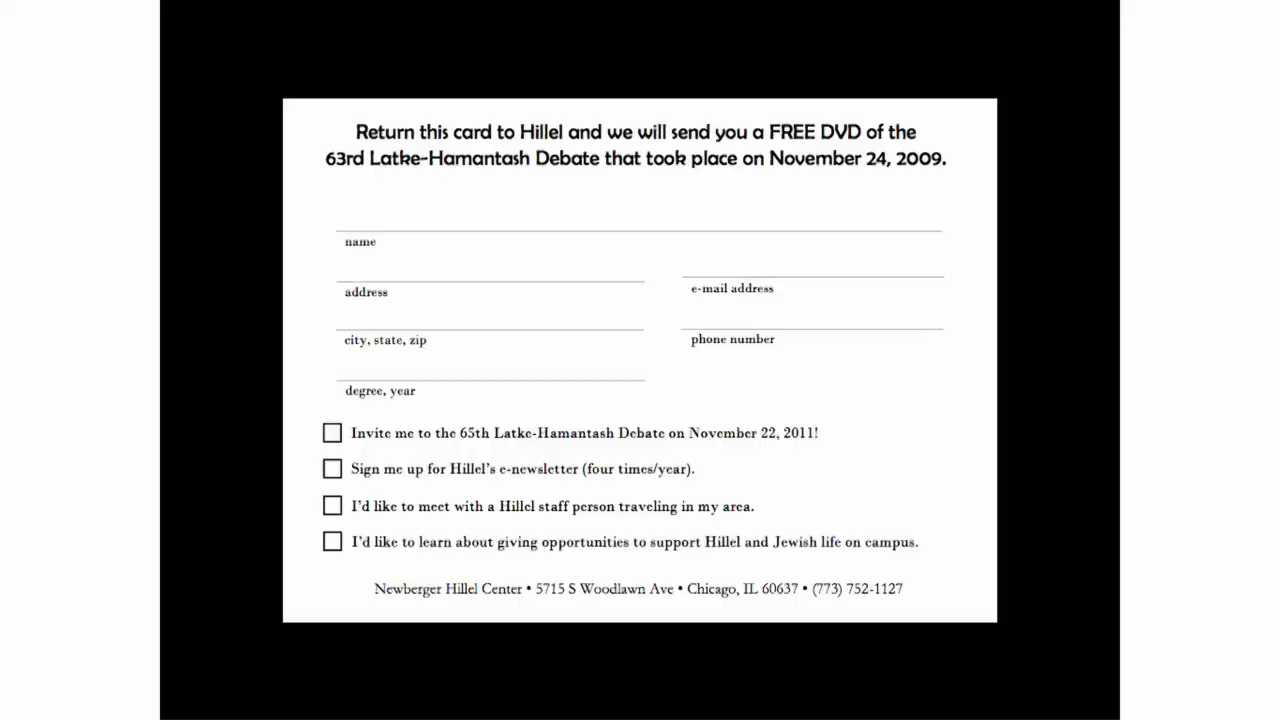 Return this card to Hillel and we will send you a FREE DVD of the
63rd Latke-Hamantash Debate that took place on November 24, 2009.
name
address
e-mail address
city, state, zip
phone number
degree, year
Invite me to the 65th Latke-Hamantash Debate on November 22, 2011!
Sign me up for Hillel's e-newsletter (four times/year).
I'd like to meet with a Hillel staff person traveling in my area.
I'd like to learn about giving opportunities to support Hillel and Jewish life on campus.
Newberger Hillel Center • 5715 S Woodlawn Ave • Chicago, IL 60637 • (773) 752-1127